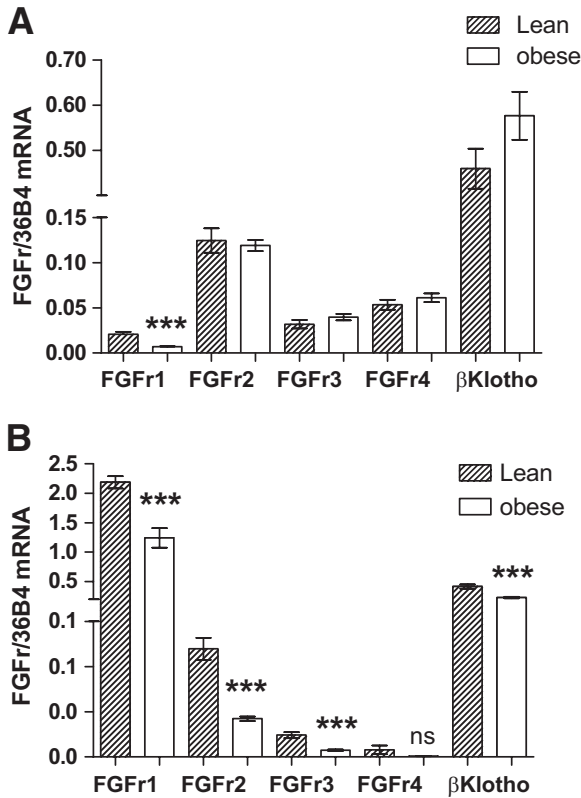 A
Lean
obese
FGFr/36B4 mRNA
0.70
0.50
0.15
0.10
0.05
0.00
***
FGFr1 FGFr2 FGFr3 FGFr4 βKlotho
B
Lean
obese
FGFr/36B4 mRNA
2.5
2.0
1.5
1.0
0.5
0.1
0.1
0.0
0.0
***
***
***
ns
***
FGFr1 FGFr2 FGFr3 FGFr4 βKlotho